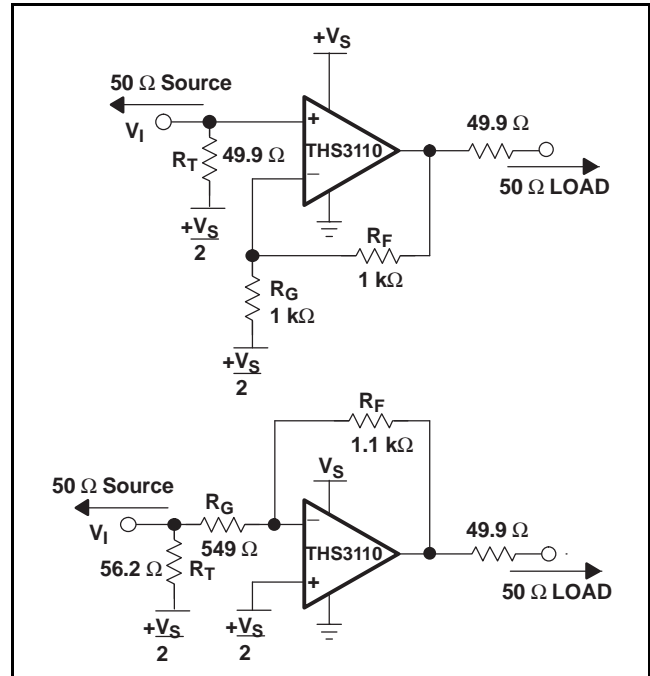 +VS
50 Ω Source
VI
+
THS3110
−
49.9 Ω
50 Ω LOAD
RT
49.9 Ω
+VS
2
RF
1 kΩ
RG
1 kΩ
+VS
2
RF
1.1 kΩ
50 Ω Source
VS
RG
VI
549 Ω
−
THS3110
+
49.9 Ω
50 Ω LOAD
56.2 Ω
RT
+VS
2
+VS
2